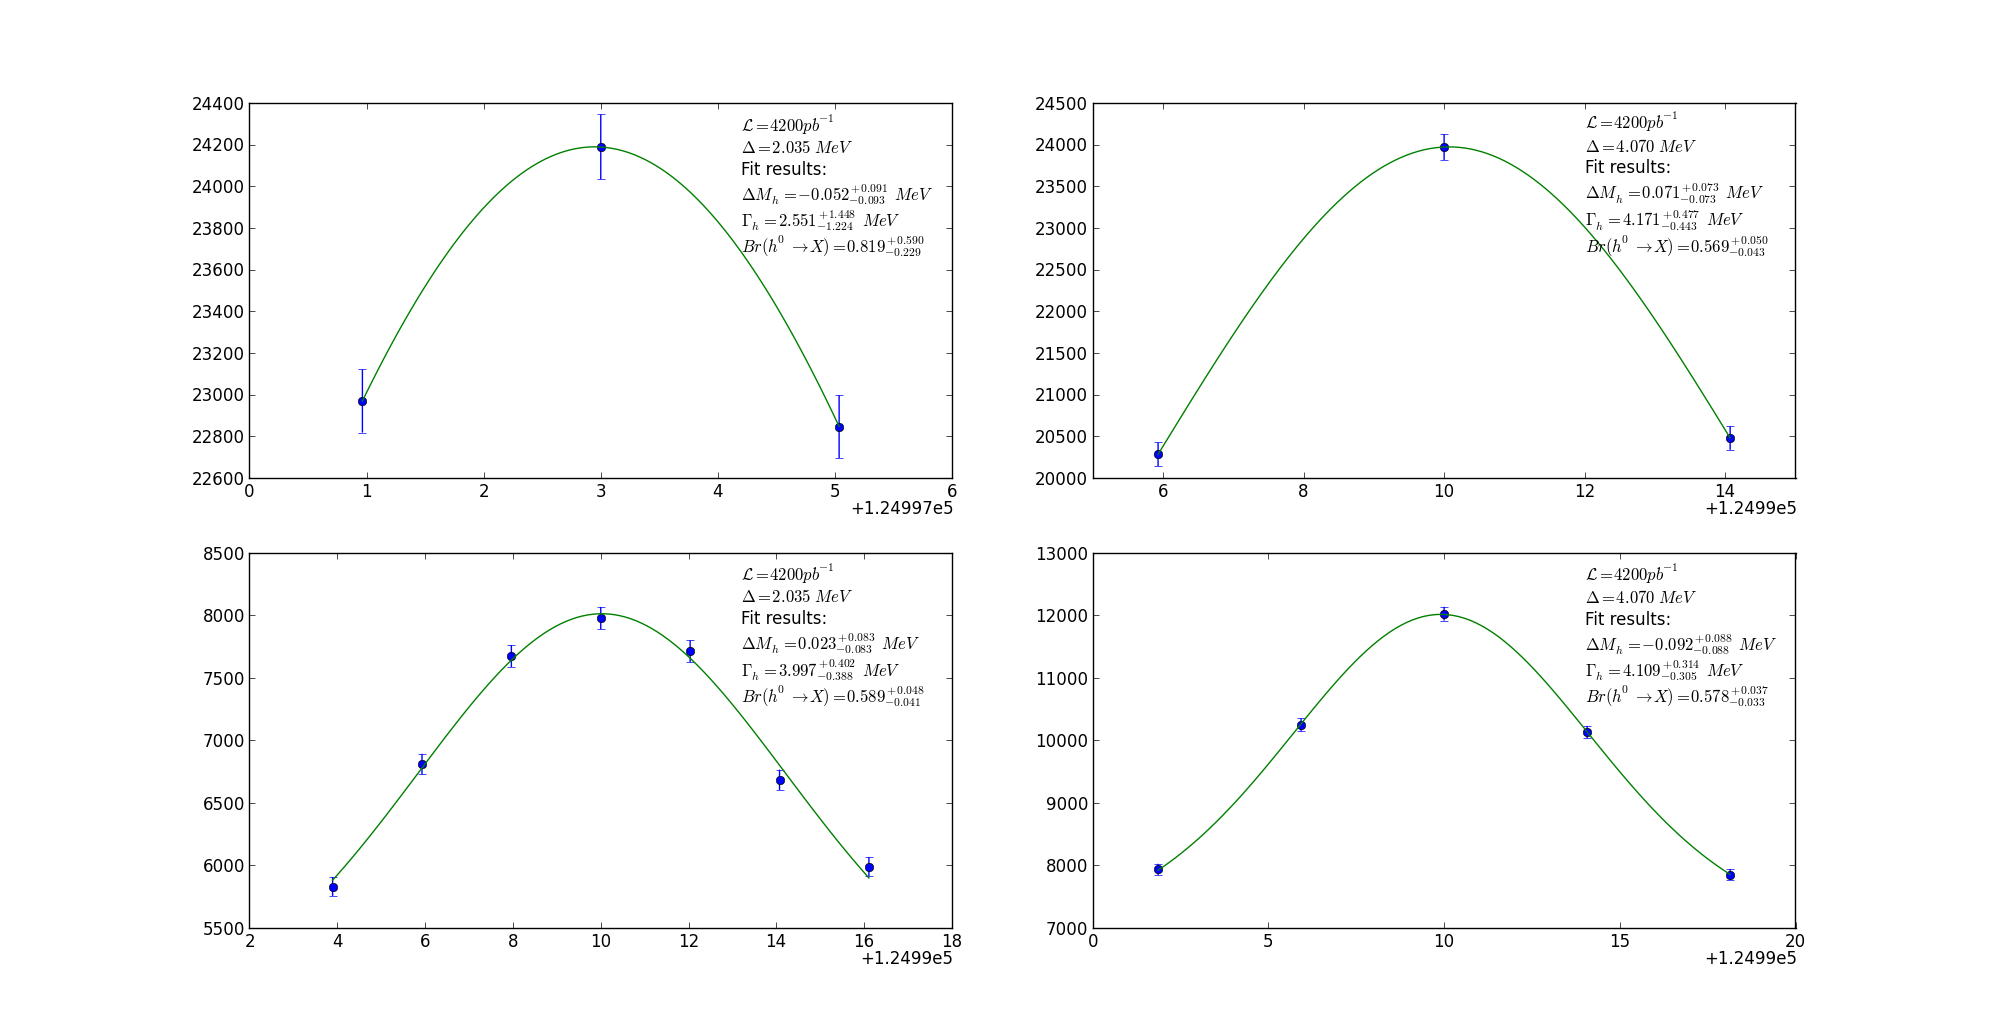 24400
24200
24000
23800
23600
23400
23200
23000
22800
22600
0 1 2 3 4 5 6
+1.24997e5
ℒ=4200pb⁻¹
Δ=2.035 MeV
Fit results:
ΔM_h=−0.052^{+0.091}_{−0.093} MeV
Γ_h=2.551^{+1.448}_{−1.224} MeV
Br(h⁰ →X)=0.819^{+0.590}_{−0.229}
24500
24000
23500
23000
22500
22000
21500
21000
20500
20000
6 8 10 12 14
+1.2499e5
ℒ=4200pb⁻¹
Δ=4.070 MeV
Fit results:
ΔM_h=0.071^{+0.073}_{−0.073} MeV
Γ_h=4.171^{+0.477}_{−0.443} MeV
Br(h⁰ →X)=0.569^{+0.050}_{−0.043}
8500
8000
7500
7000
6500
6000
5500
2 4 6 8 10 12 14 16 18
+1.2499e5
ℒ=4200pb⁻¹
Δ=2.035 MeV
Fit results:
ΔM_h=0.023^{+0.083}_{−0.083} MeV
Γ_h=3.997^{+0.402}_{−0.388} MeV
Br(h⁰ →X)=0.589^{+0.048}_{−0.041}
13000
12000
11000
10000
9000
8000
7000
0 5 10 15 20
+1.2499e5
ℒ=4200pb⁻¹
Δ=4.070 MeV
Fit results:
ΔM_h=−0.092^{+0.088}_{−0.088} MeV
Γ_h=4.109^{+0.314}_{−0.305} MeV
Br(h⁰ →X)=0.578^{+0.037}_{−0.033}